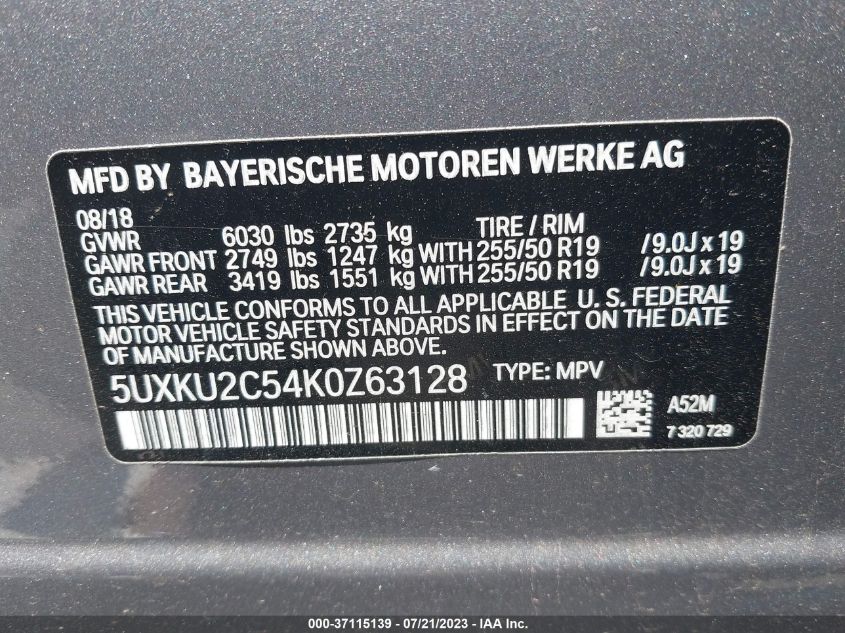 MFD BY BAYERISCHE MOTOREN WERKE AG
08/18
GVWR 6030 lbs 2735 kg TIRE / RIM
GAWR FRONT 2749 lbs 1247 kg WITH 255/50 R19 /9.0J x 19
GAWR REAR 3419 lbs 1551 kg WITH 255/50 R19 /9.0J x 19
THIS VEHICLE CONFORMS TO ALL APPLICABLE U. S. FEDERAL
MOTOR VEHICLE SAFETY STANDARDS IN EFFECT ON THE DATE
OF MANUFACTURE SHOWN ABOVE.
5UXKU2C54K0Z63128 TYPE: MPV
A52M
7 320 729
000-37115139 - 07/21/2023 - IAA Inc.